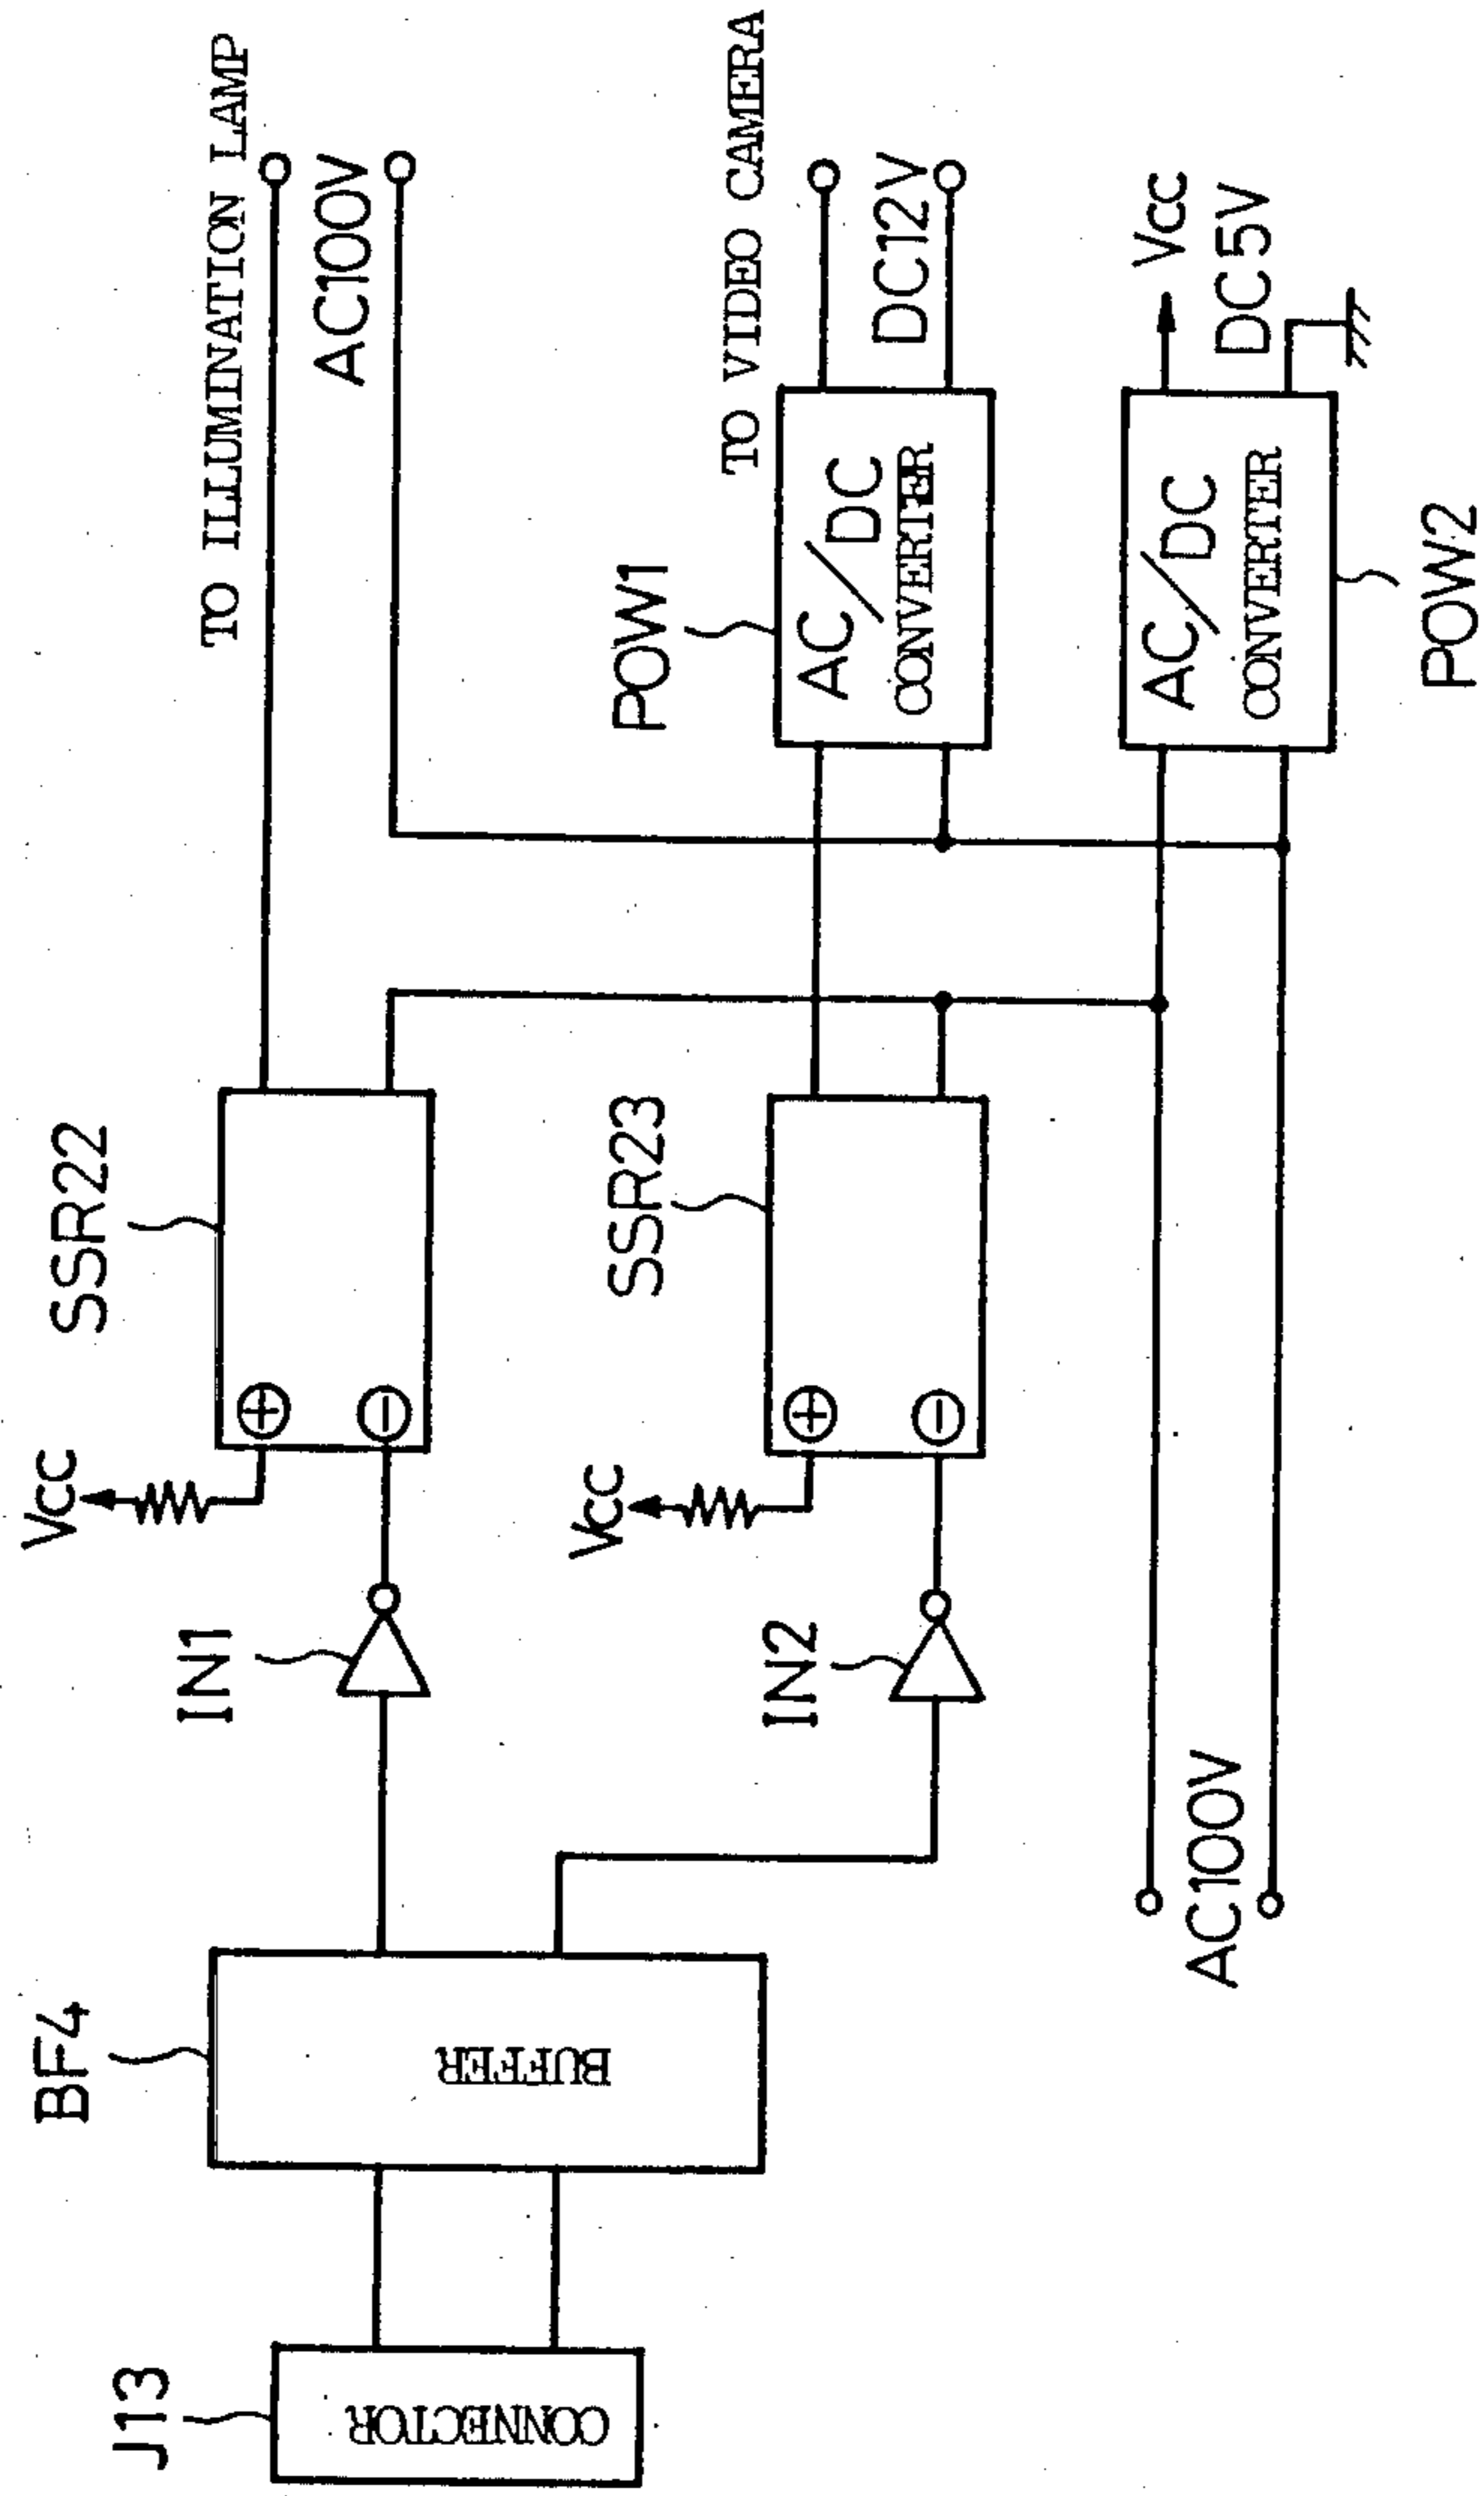 J13
CONNECTOR
BF4
BUFFER
IN1
Vcc
SSR22
TO ILLUMINATION LAMP
AC100V
IN2
Vcc
SSR23
POW1
AC/DC
CONVERTER
TO VIDEO CAMERA
DC12V
AC100V
AC/DC
CONVERTER
POW2
Vcc
DC5V